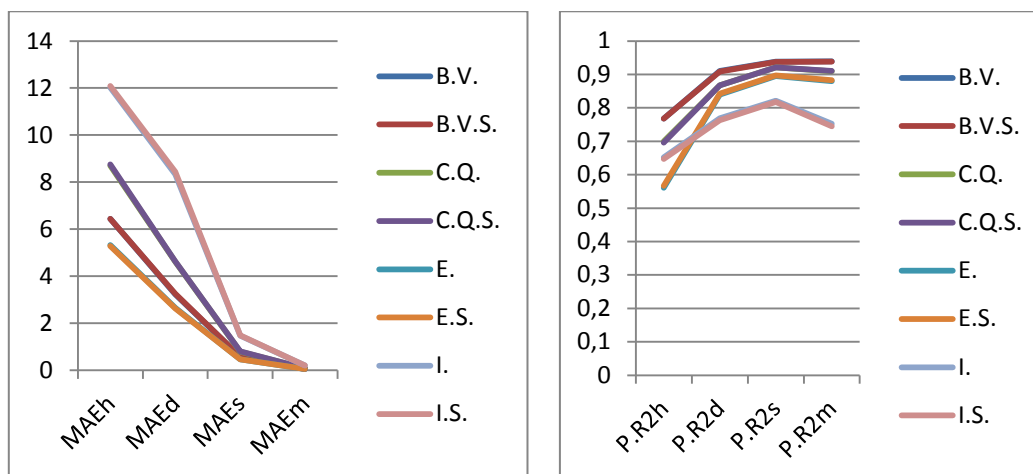 14
12
10
8
6
4
2
0
MAEh
MAEd
MAEs
MAEm
B.V.
B.V.S.
C.Q.
C.Q.S.
E.
E.S.
I.
I.S.
1
0,9
0,8
0,7
0,6
0,5
0,4
0,3
0,2
0,1
0
P.R2h
P.R2d
P.R2s
P.R2m
B.V.
B.V.S.
C.Q.
C.Q.S.
E.
E.S.
I.
I.S.